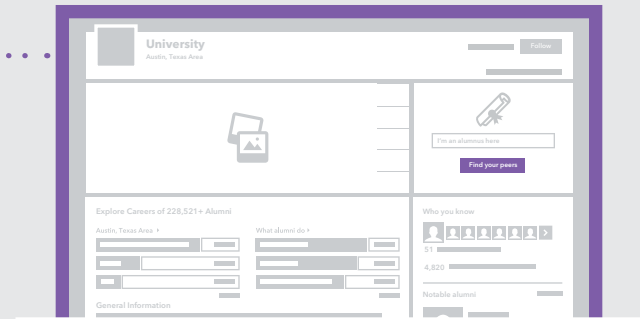 University
Austin, Texas Area
Follow
I'm an alumnus here
Find your peers
Explore Careers of 228,521+ Alumni
Austin, Texas Area
What alumni do
General Information
Who you know
51
4,820
Notable alumni